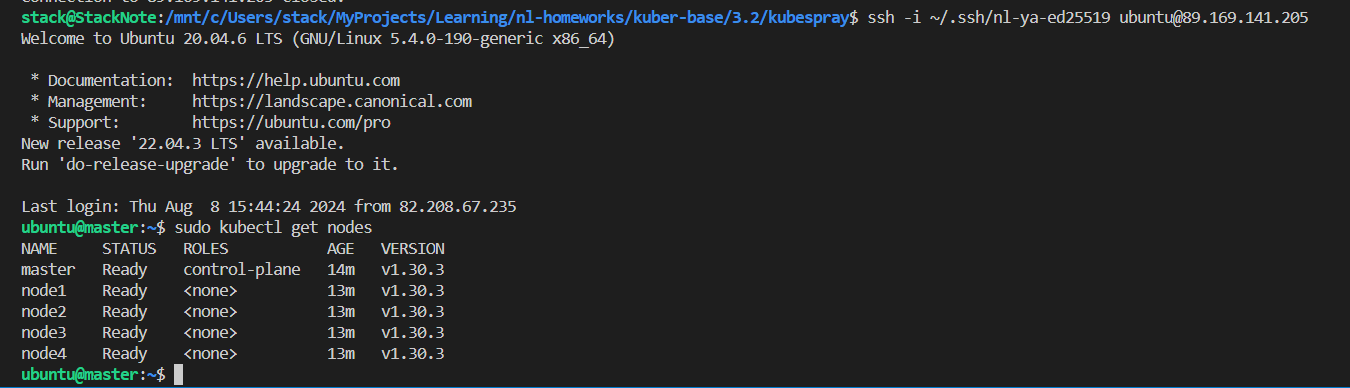 stack@StackNote:/mnt/c/Users/stack/MyProjects/Learning/nl-homeworks/kuber-base/3.2/kubespray$ ssh -i ~/.ssh/nl-ya-ed25519 ubuntu@89.169.141.205
Welcome to Ubuntu 20.04.6 LTS (GNU/Linux 5.4.0-190-generic x86_64)
 * Documentation:  https://help.ubuntu.com
 * Management:     https://landscape.canonical.com
 * Support:        https://ubuntu.com/pro
New release '22.04.3 LTS' available.
Run 'do-release-upgrade' to upgrade to it.
Last login: Thu Aug  8 15:44:24 2024 from 82.208.67.235
ubuntu@master:~$ sudo kubectl get nodes
NAME     STATUS   ROLES           AGE   VERSION
master   Ready    control-plane   14m   v1.30.3
node1    Ready    <none>          13m   v1.30.3
node2    Ready    <none>          13m   v1.30.3
node3    Ready    <none>          13m   v1.30.3
node4    Ready    <none>          13m   v1.30.3
ubuntu@master:~$